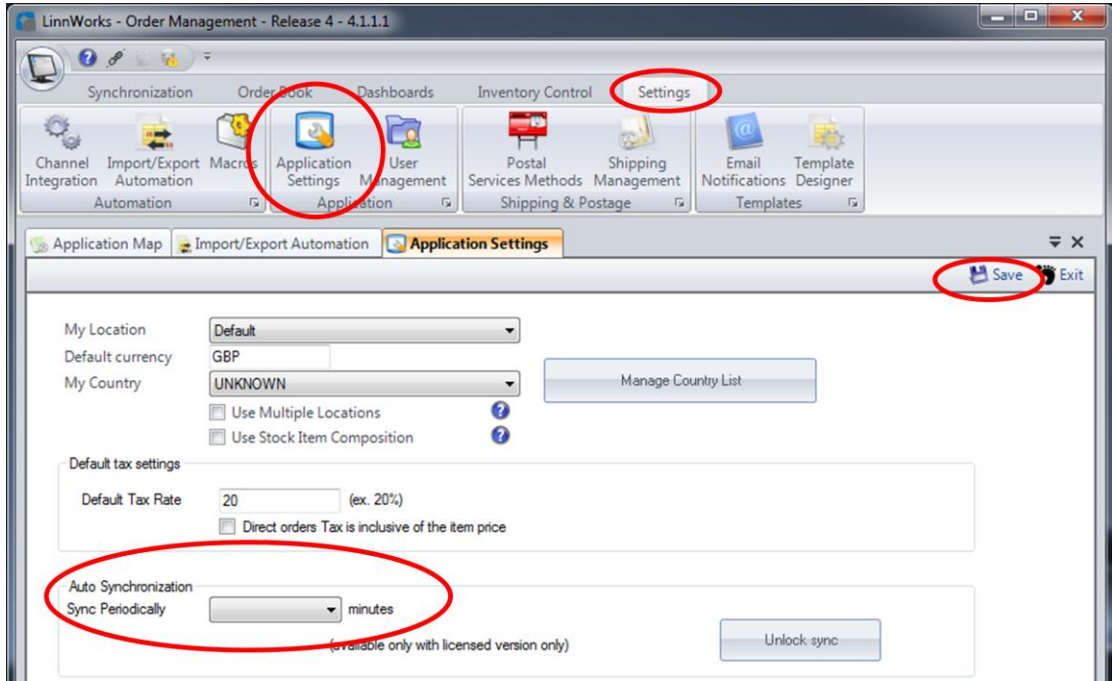 LinnWorks - Order Management - Release 4 - 4.1.1.1
Synchronization Order Book Dashboards Inventory Control Settings
Channel Integration Import/Export Automation Macros Application Settings User Management Postal Services Methods Shipping Management Email Notifications Template Designer
Automation Application Shipping & Postage Templates
Application Map Import/Export Automation Application Settings
Save Exit
My Location Default
Default currency GBP
My Country UNKNOWN Manage Country List
Use Multiple Locations
Use Stock Item Composition
Default tax settings
Default Tax Rate 20 (ex. 20%)
Direct orders Tax is inclusive of the item price
Auto Synchronization
Sync Periodically minutes
(available only with licensed version only) Unlock sync